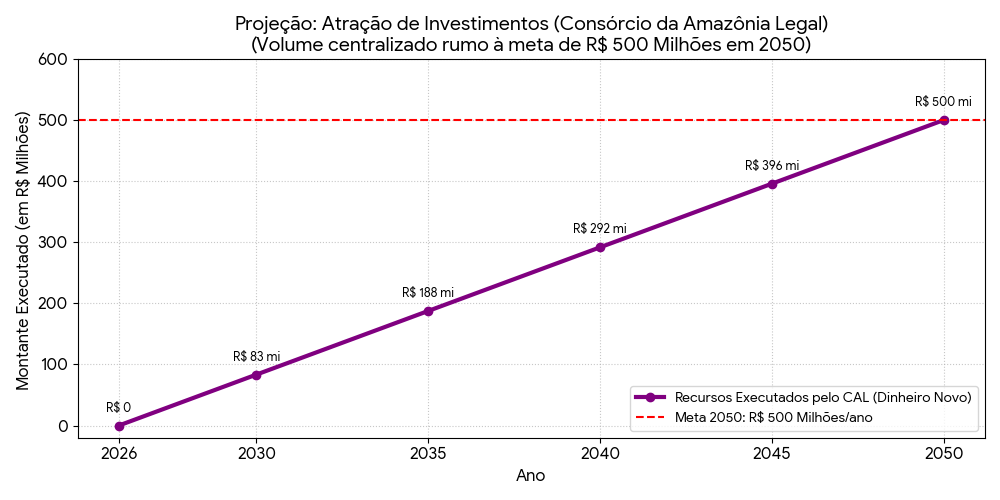 Projeção: Atração de Investimentos (Consórcio da Amazônia Legal)
(Volume centralizado rumo à meta de R$ 500 Milhões em 2050)
Montante Executado (em R$ Milhões)
600
500
400
300
200
100
0
R$ 0
R$ 83 mi
R$ 188 mi
R$ 292 mi
R$ 396 mi
R$ 500 mi
Recursos Executados pelo CAL (Dinheiro Novo)
Meta 2050: R$ 500 Milhões/ano
2026
2030
2035
2040
2045
2050
Ano